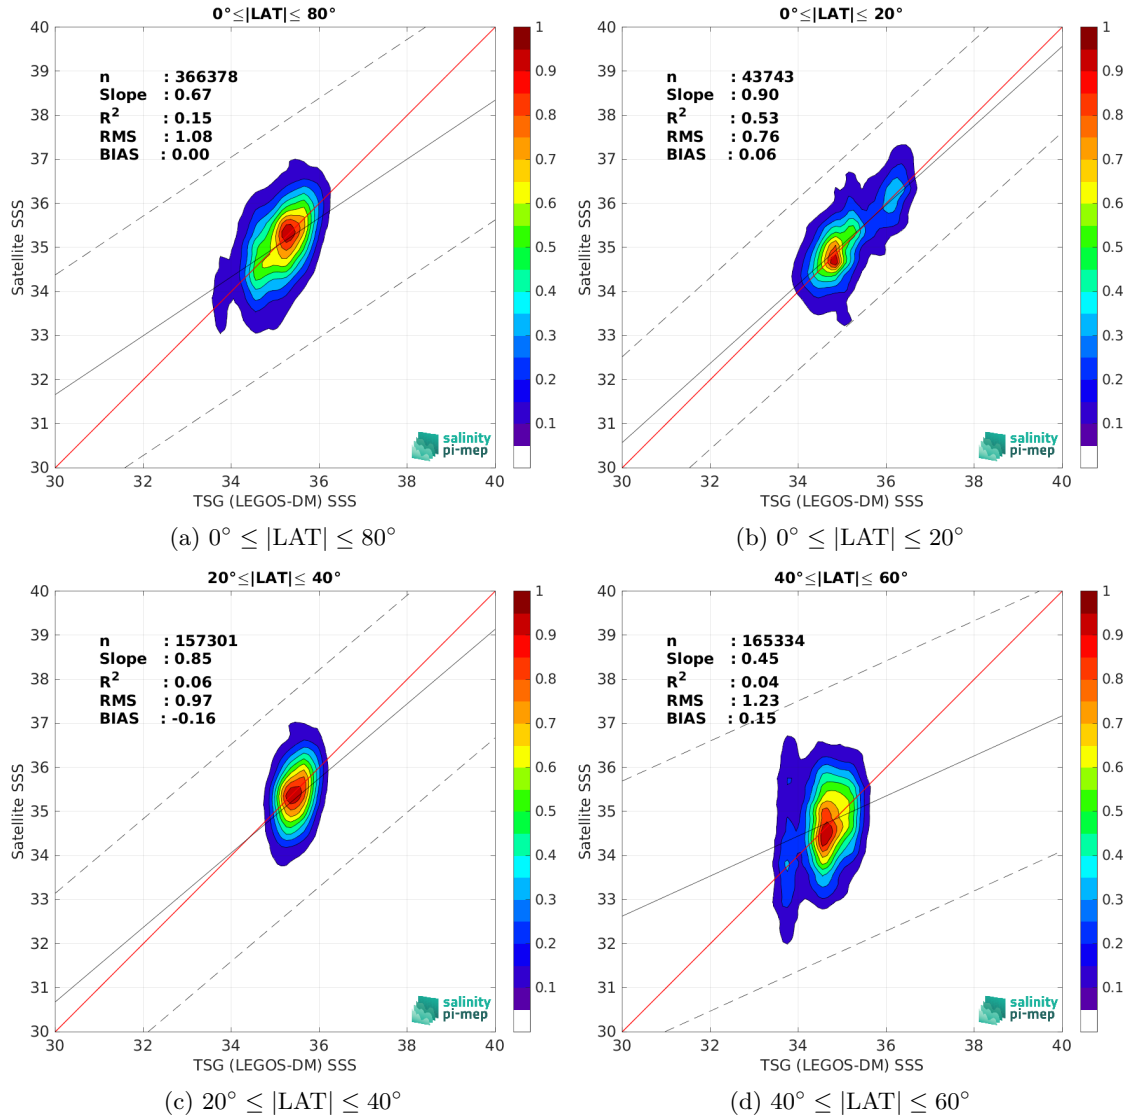 0°≤|LAT|≤ 80°
40
39
38
37
36
35
34
33
32
31
30
Satellite SSS
n : 366378
Slope : 0.67
R² : 0.15
RMS : 1.08
BIAS : 0.00
salinity
pi-mep
30 32 34 36 38 40
TSG (LEGOS-DM) SSS
1
0.9
0.8
0.7
0.6
0.5
0.4
0.3
0.2
0.1
(a) 0° ≤ |LAT| ≤ 80°
0°≤|LAT|≤ 20°
40
39
38
37
36
35
34
33
32
31
30
Satellite SSS
n : 43743
Slope : 0.90
R² : 0.53
RMS : 0.76
BIAS : 0.06
salinity
pi-mep
30 32 34 36 38 40
TSG (LEGOS-DM) SSS
1
0.9
0.8
0.7
0.6
0.5
0.4
0.3
0.2
0.1
(b) 0° ≤ |LAT| ≤ 20°
20°≤|LAT|≤ 40°
40
39
38
37
36
35
34
33
32
31
30
Satellite SSS
n : 157301
Slope : 0.85
R² : 0.06
RMS : 0.97
BIAS : -0.16
salinity
pi-mep
30 32 34 36 38 40
TSG (LEGOS-DM) SSS
1
0.9
0.8
0.7
0.6
0.5
0.4
0.3
0.2
0.1
(c) 20° ≤ |LAT| ≤ 40°
40°≤|LAT|≤ 60°
40
39
38
37
36
35
34
33
32
31
30
Satellite SSS
n : 165334
Slope : 0.45
R² : 0.04
RMS : 1.23
BIAS : 0.15
salinity
pi-mep
30 32 34 36 38 40
TSG (LEGOS-DM) SSS
1
0.9
0.8
0.7
0.6
0.5
0.4
0.3
0.2
0.1
(d) 40° ≤ |LAT| ≤ 60°